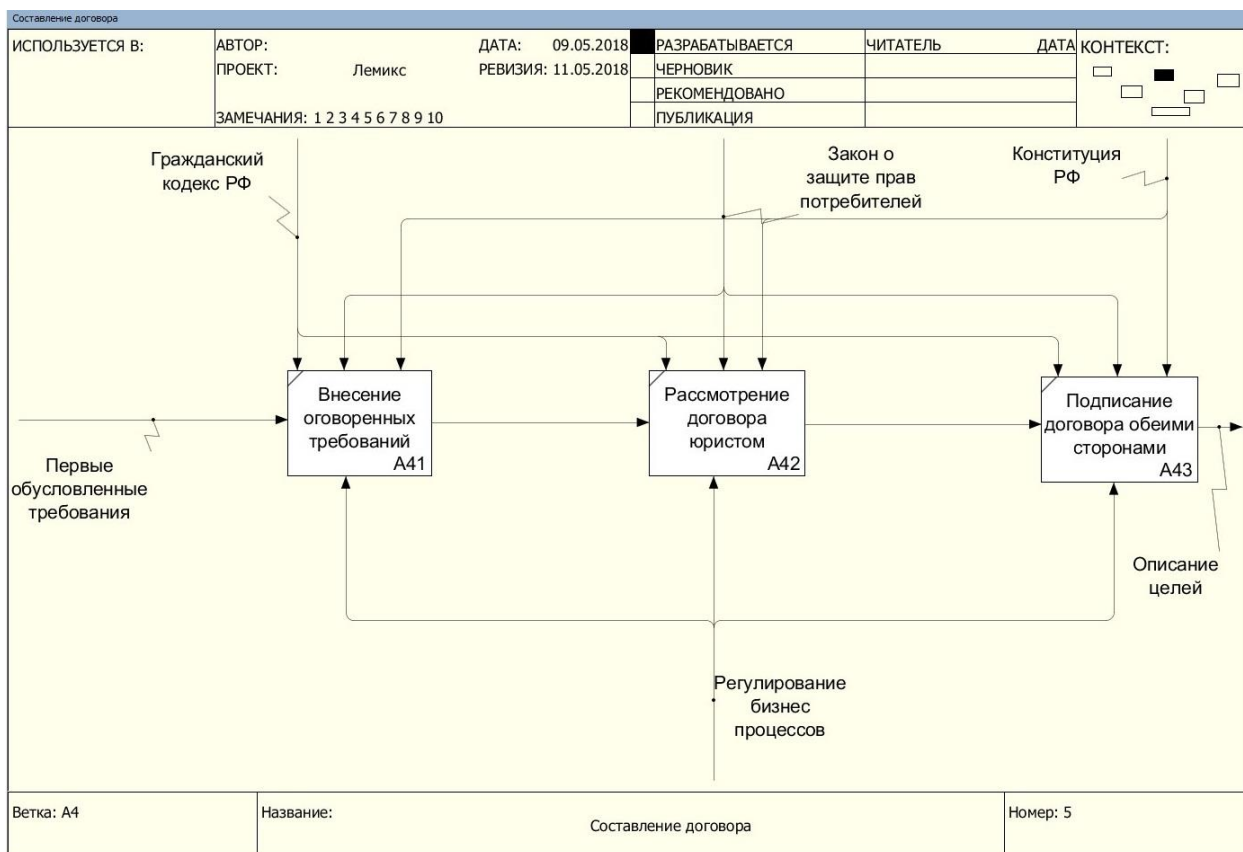 Составление договора
ИСПОЛЬЗУЕТСЯ В:
АВТОР:
ДАТА: 09.05.2018
ПРОЕКТ: Лемикс
РЕВИЗИЯ: 11.05.2018
ЗАМЕЧАНИЯ: 1 2 3 4 5 6 7 8 9 10
РАЗРАБАТЫВАЕТСЯ
ЧЕРНОВИК
РЕКОМЕНДОВАНО
ПУБЛИКАЦИЯ
ЧИТАТЕЛЬ
ДАТА
КОНТЕКСТ:
Гражданский
кодекс РФ
Закон о
защите прав
потребителей
Конституция
РФ
Внесение
оговоренных
требований
A41
Рассмотрение
договора
юристом
A42
Подписание
договора обеими
сторонами
A43
Первые
обусловленные
требования
Описание
целей
Регулирование
бизнес
процессов
Ветка: A4
Название:
Составление договора
Номер: 5